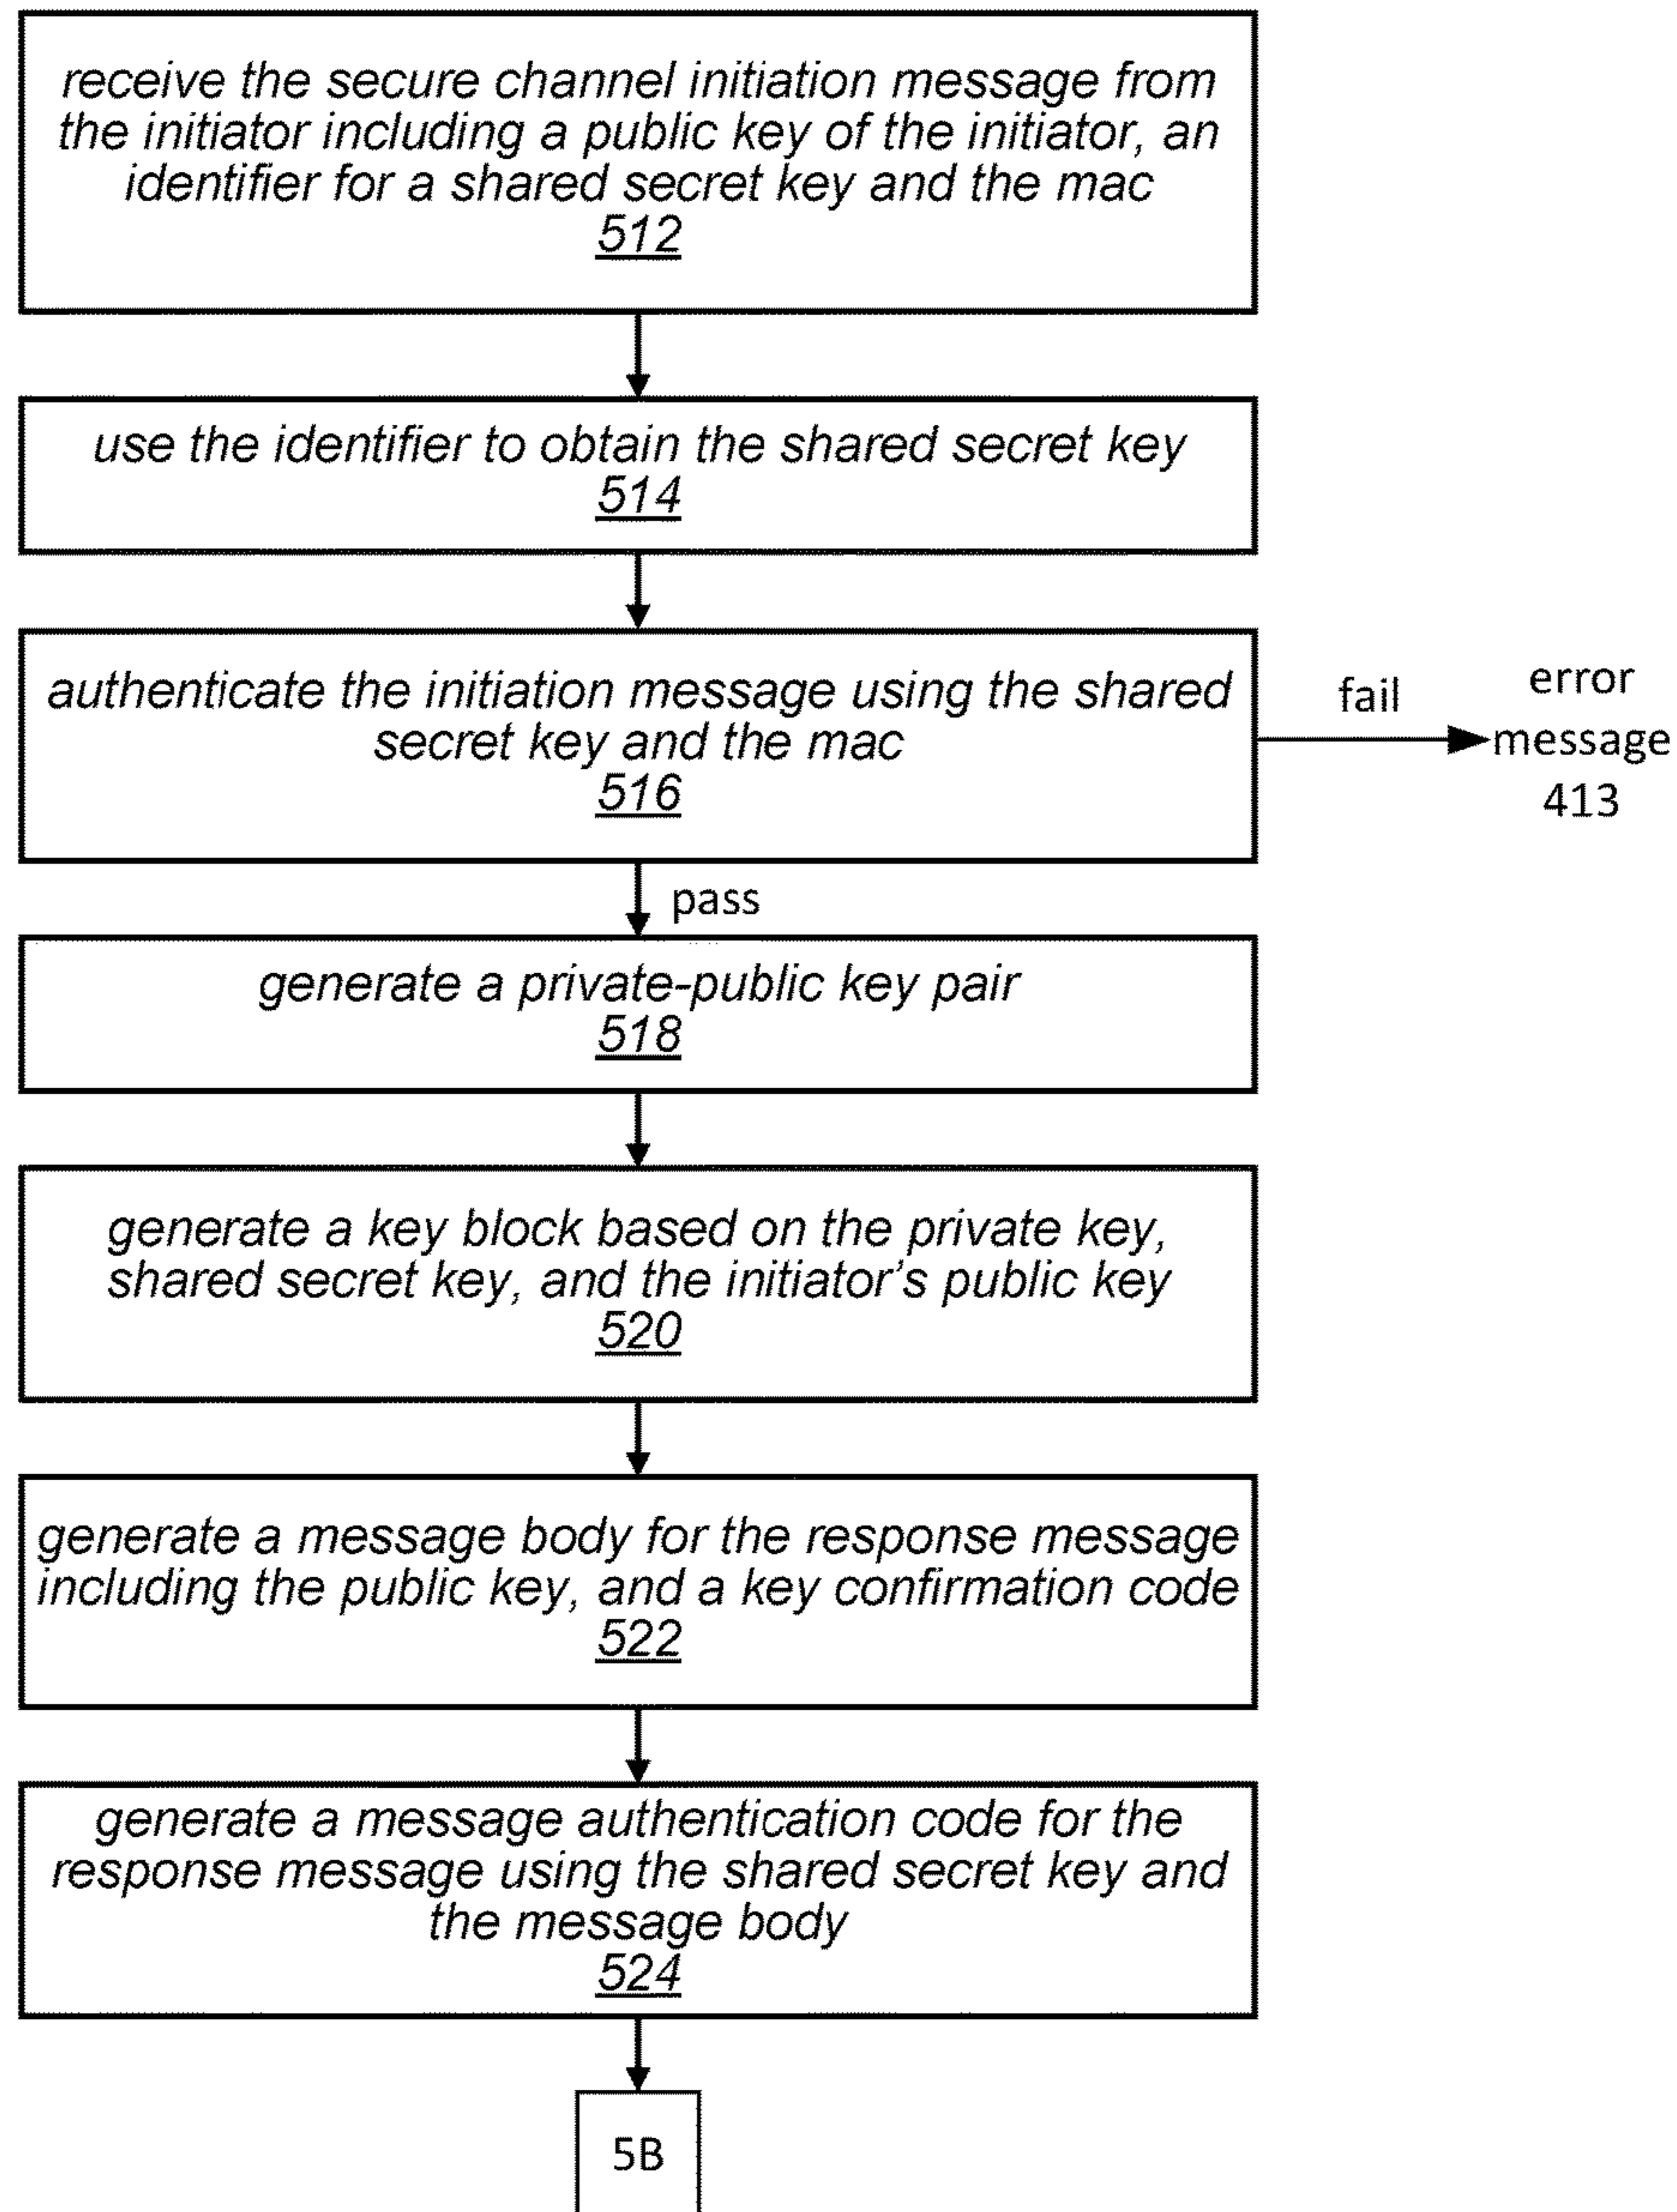 receive the secure channel initiation message from
the initiator including a public key of the initiator, an
identifier for a shared secret key and the mac
512
use the identifier to obtain the shared secret key
514
authenticate the initiation message using the shared
secret key and the mac
516
fail
error
message
413
pass
generate a private-public key pair
518
generate a key block based on the private key,
shared secret key, and the initiator's public key
520
generate a message body for the response message
including the public key, and a key confirmation code
522
generate a message authentication code for the
response message using the shared secret key and
the message body
524
5B